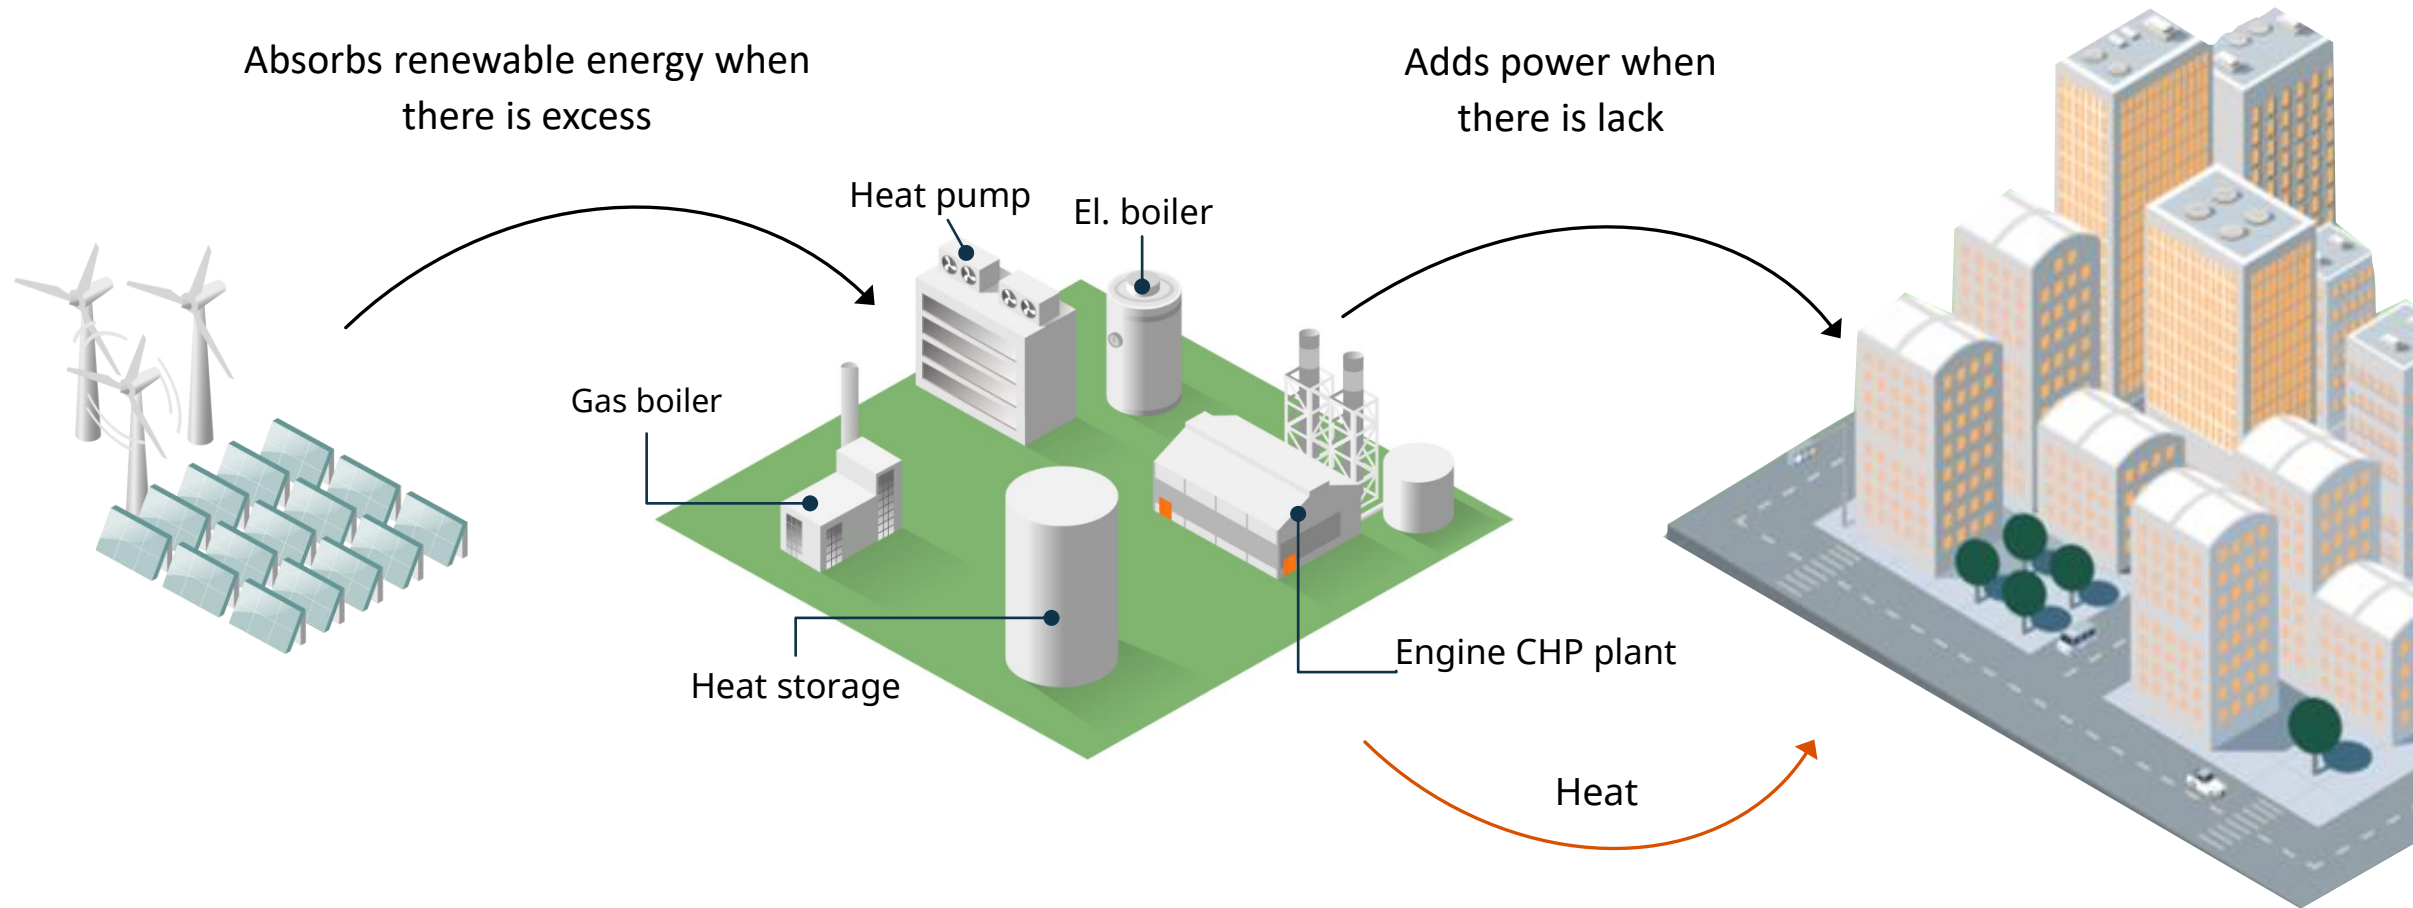 Absorbs renewable energy when
there is excess
Adds power when
there is lack
Heat pump
El. boiler
Gas boiler
Heat storage
Engine CHP plant
Heat